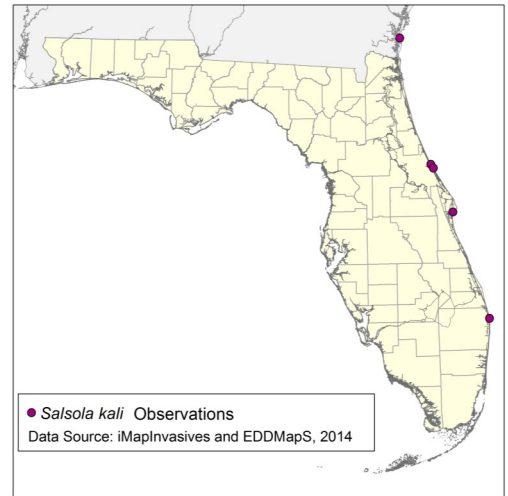 Salsola kali Observations
Data Source: iMapInvasives and EDDMapS, 2014